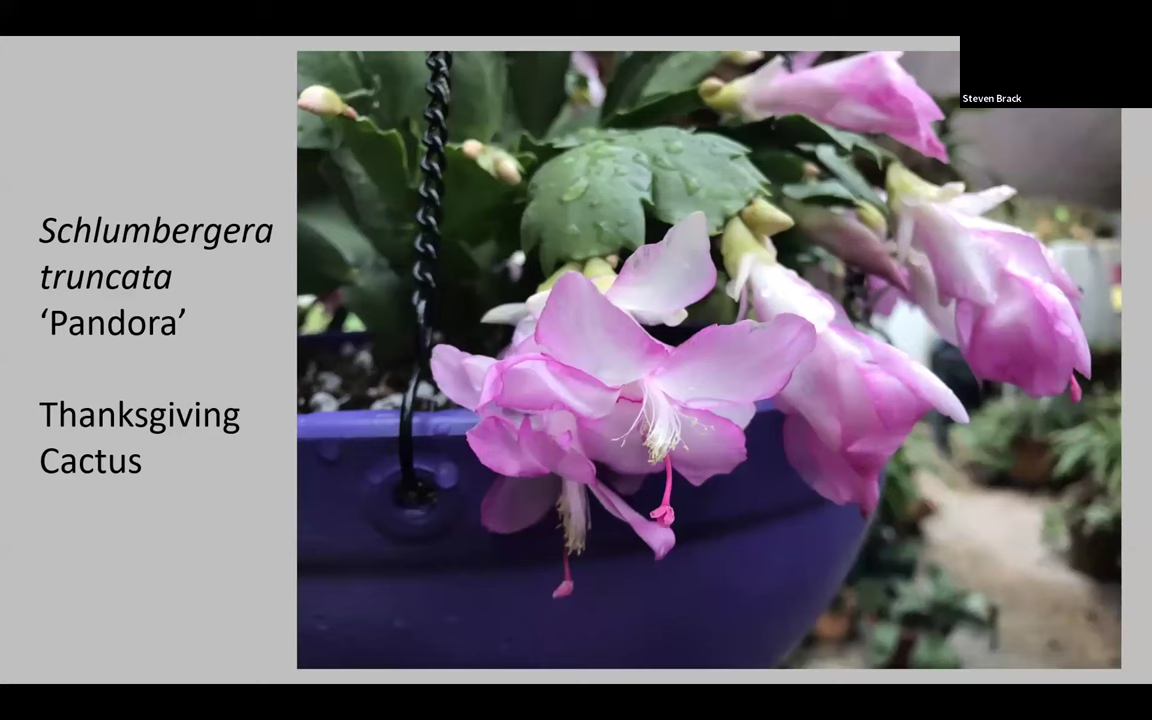 Steven Brack
Schlumbergera
truncata
‘Pandora’
Thanksgiving
Cactus